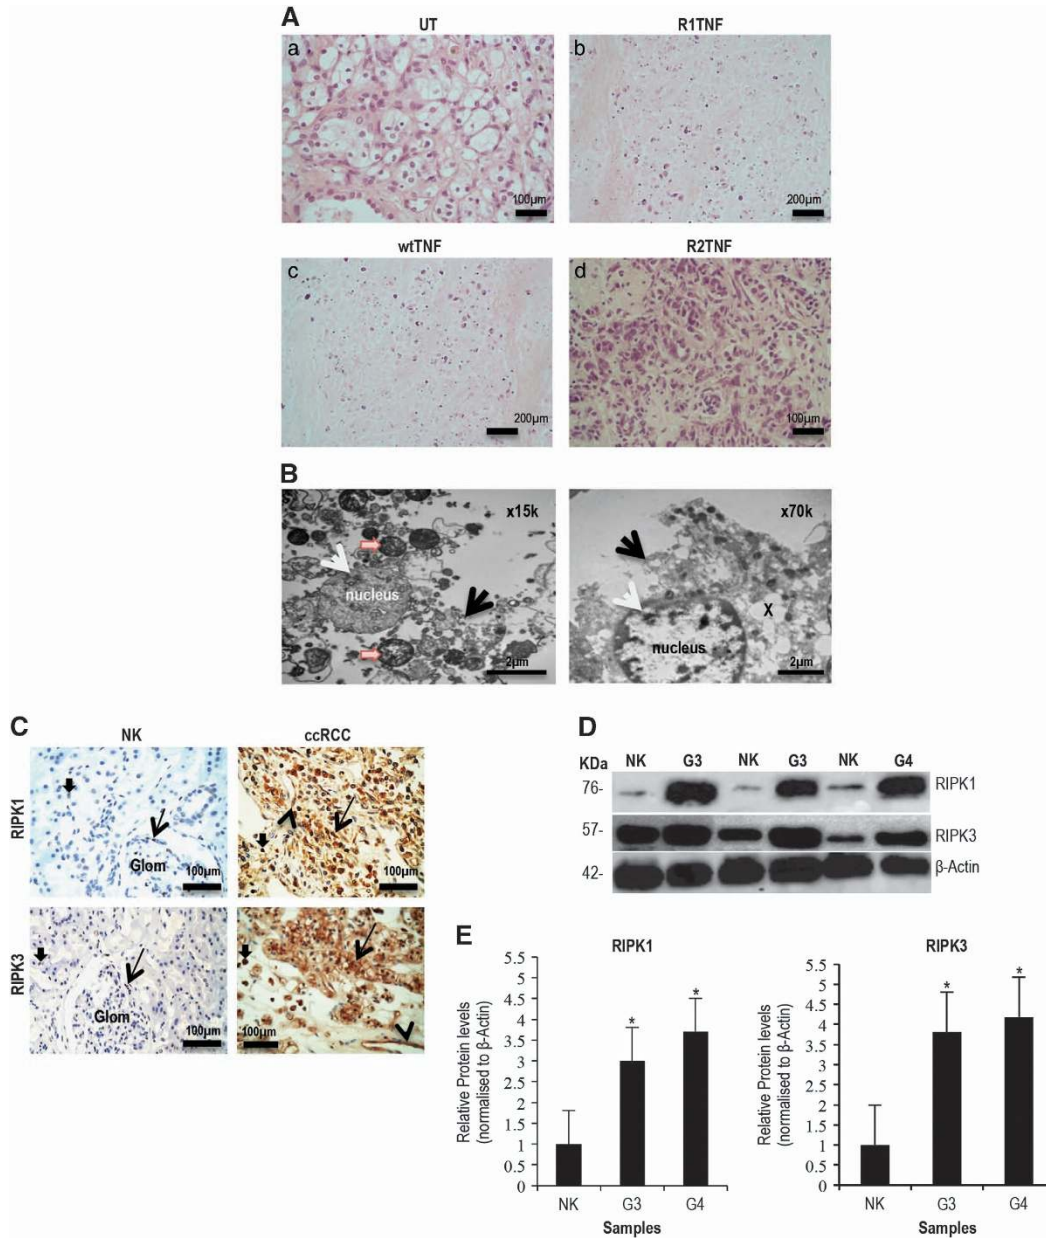 A
UT
R1TNF
a
b
100µm
200µm
wtTNF
R2TNF
c
d
200µm
100µm
B
x15k
x70k
nucleus
X
nucleus
2µm
2µm
C
NK
ccRCC
RIPK1
Glom
100µm
100µm
RIPK3
Glom
100µm
100µm
D
KDa
NK G3 NK G3 NK G4
76-
RIPK1
57-
RIPK3
42-
β-Actin
E
RIPK1
Relative Protein levels
(normalised to β-Actin)
5.5
5
4.5
4
3.5
3
2.5
2
1.5
1
0.5
0
*
*
NK G3 G4
Samples
RIPK3
Relative Protein levels
(normalised to β-Actin)
5.5
5
4.5
4
3.5
3
2.5
2
1.5
1
0.5
0
*
*
NK G3 G4
Samples